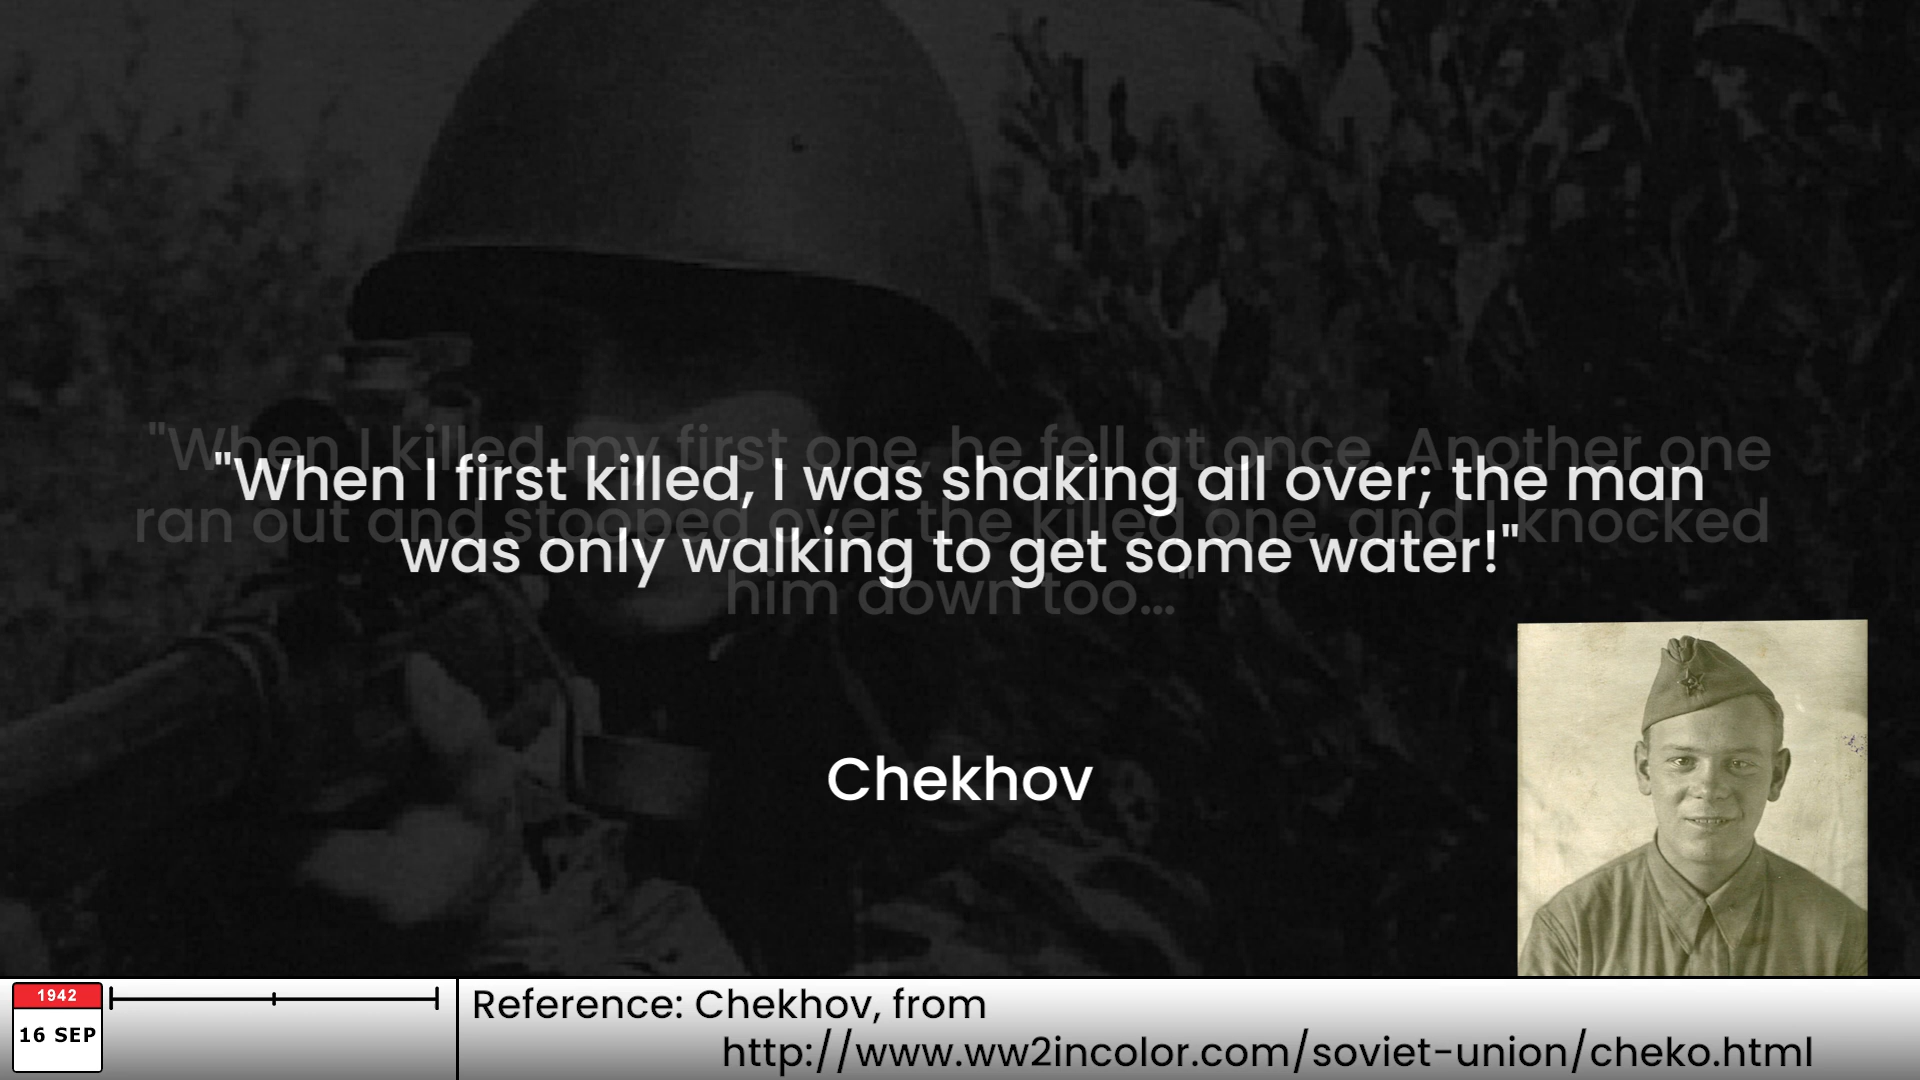 "When I killed my first one, he fell at once. Another one
ran out and stooped over the killed one, and I knocked
him down too..."
"When I first killed, I was shaking all over; the man
was only walking to get some water!"
Chekhov
1942
16 SEP
Reference: Chekhov, from
http://www.ww2incolor.com/soviet-union/cheko.html